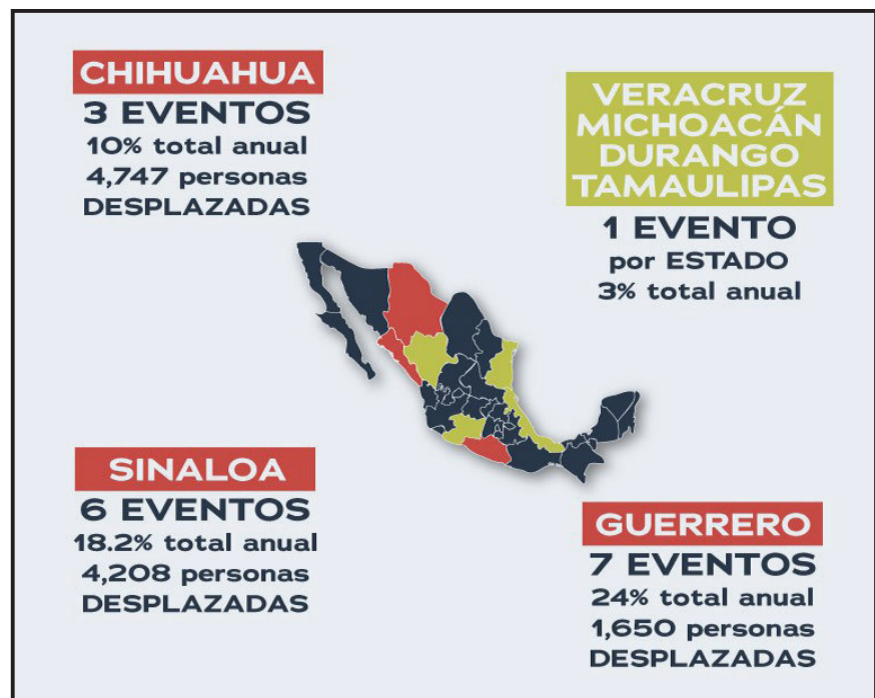 CHIHUAHUA
3 EVENTOS
10% total anual
4,747 personas
DESPLAZADAS
VERACRUZ
MICHOACÁN
DURANGO
TAMAULIPAS
1 EVENTO
por ESTADO
3% total anual
SINALOA
6 EVENTOS
18.2% total anual
4,208 personas
DESPLAZADAS
GUERRERO
7 EVENTOS
24% total anual
1,650 personas
DESPLAZADAS